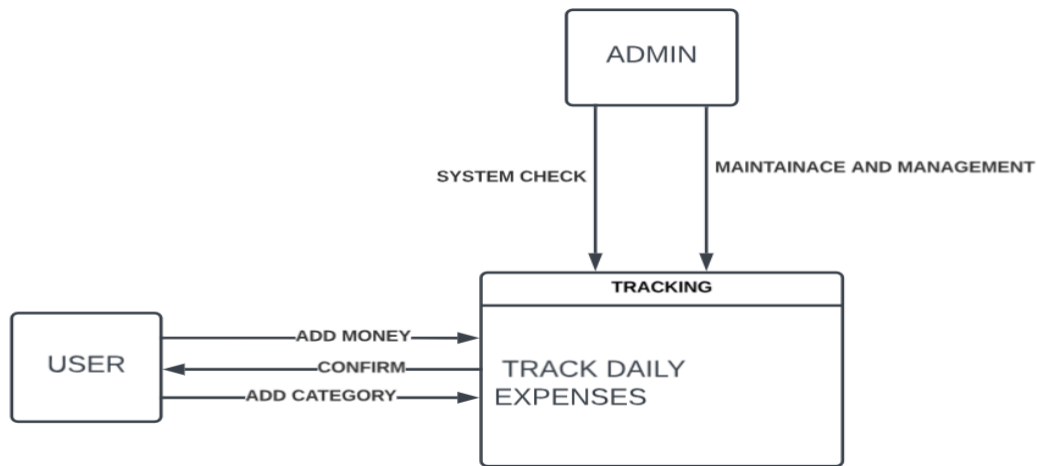 ADMIN
SYSTEM CHECK
MAINTAINACE AND MANAGEMENT
TRACKING
USER
ADD MONEY
CONFIRM
ADD CATEGORY
TRACK DAILY
EXPENSES